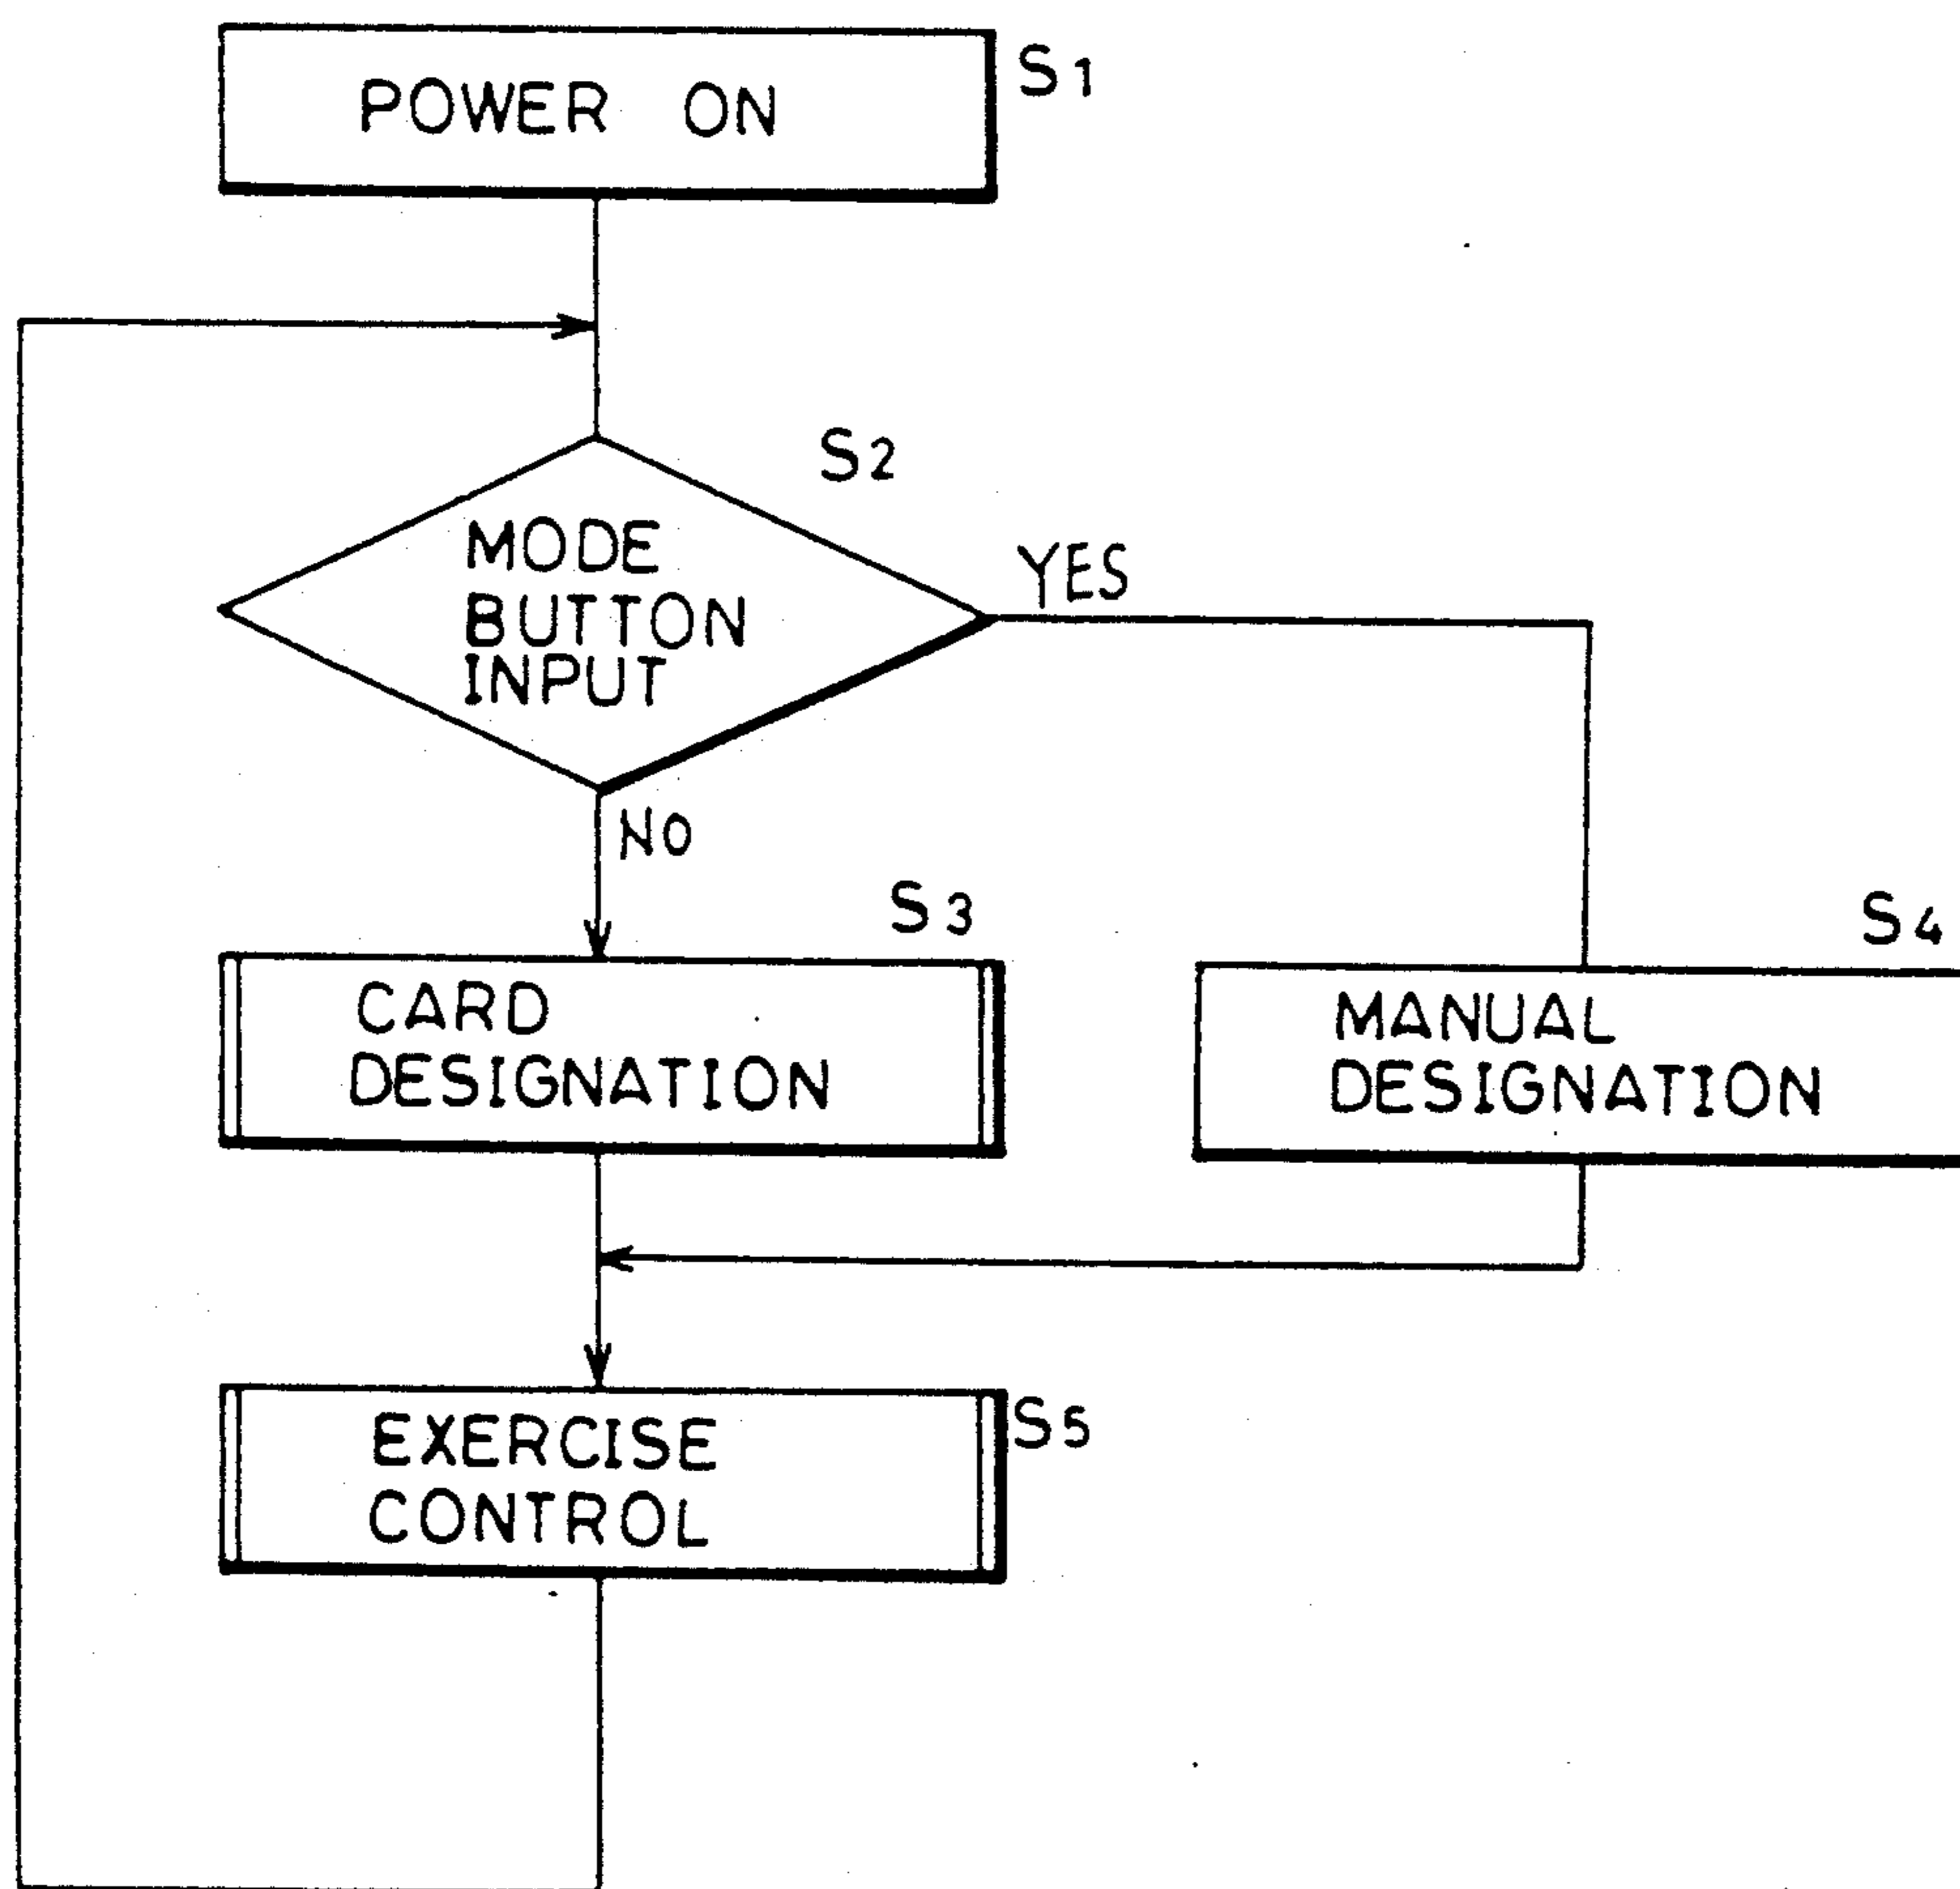 POWER ON
S1
S2
MODE
BUTTON
INPUT
YES
NO
S3
CARD
DESIGNATION
S4
MANUAL
DESIGNATION
EXERCISE
CONTROL
S5